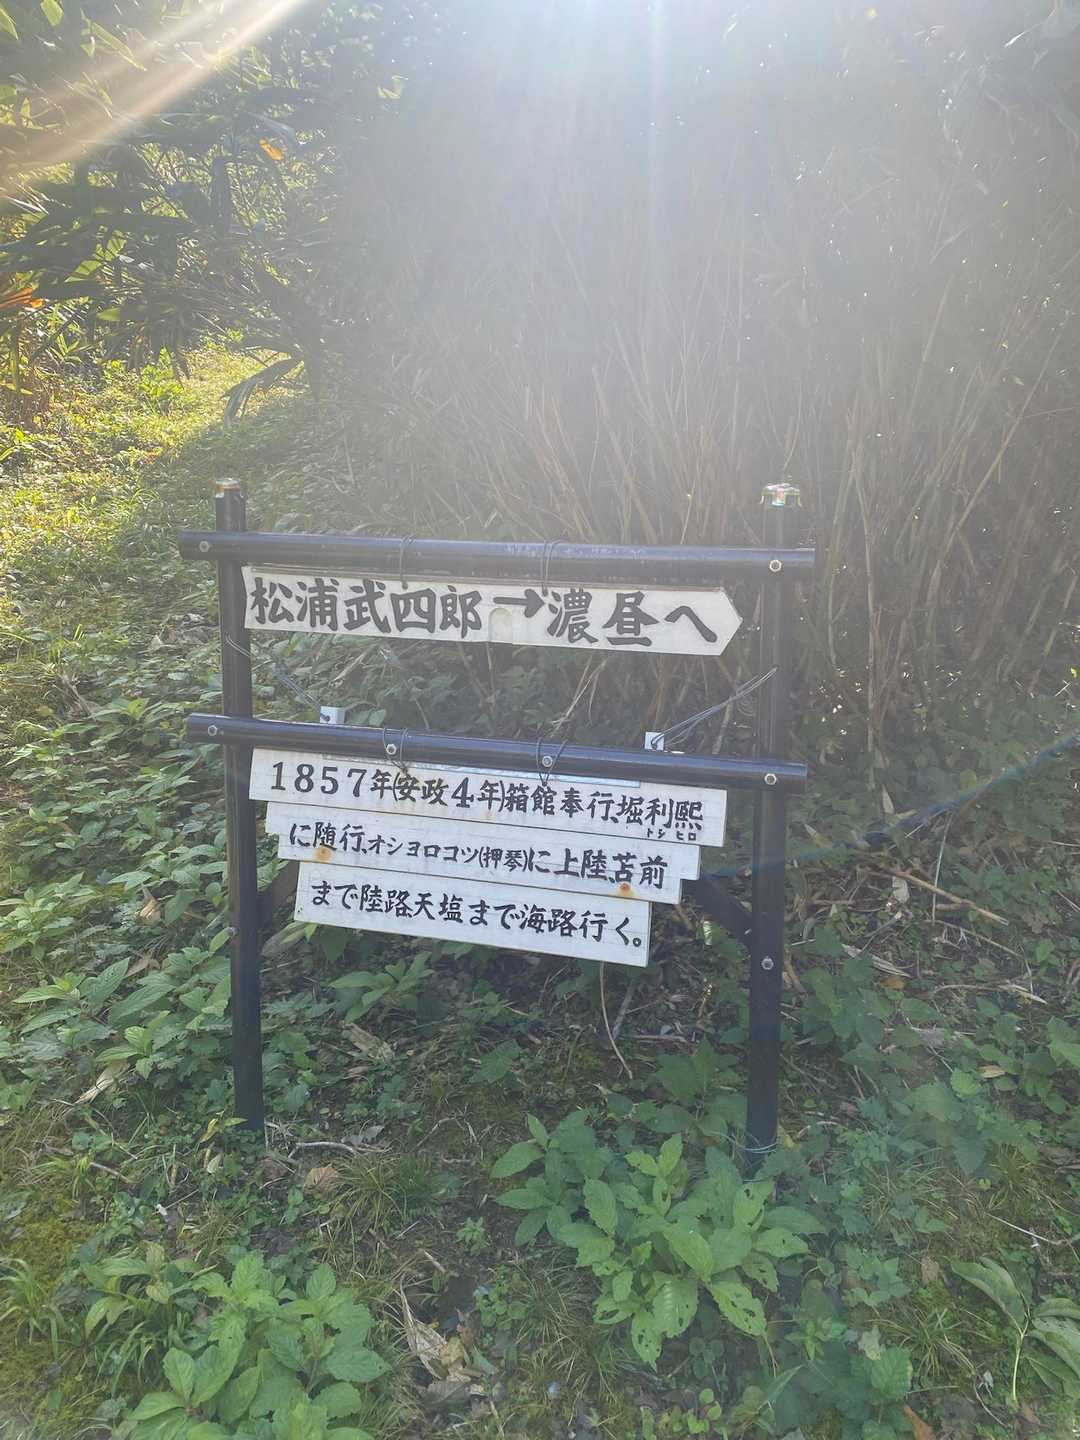 松浦武四郎→濃昼へ
1857年(安政4年)箱館奉行、堀利熙
トシヒロ
に随行、オショロコツ(押琴)に上陸、苫前
まで陸路、天塩まで海路行く。